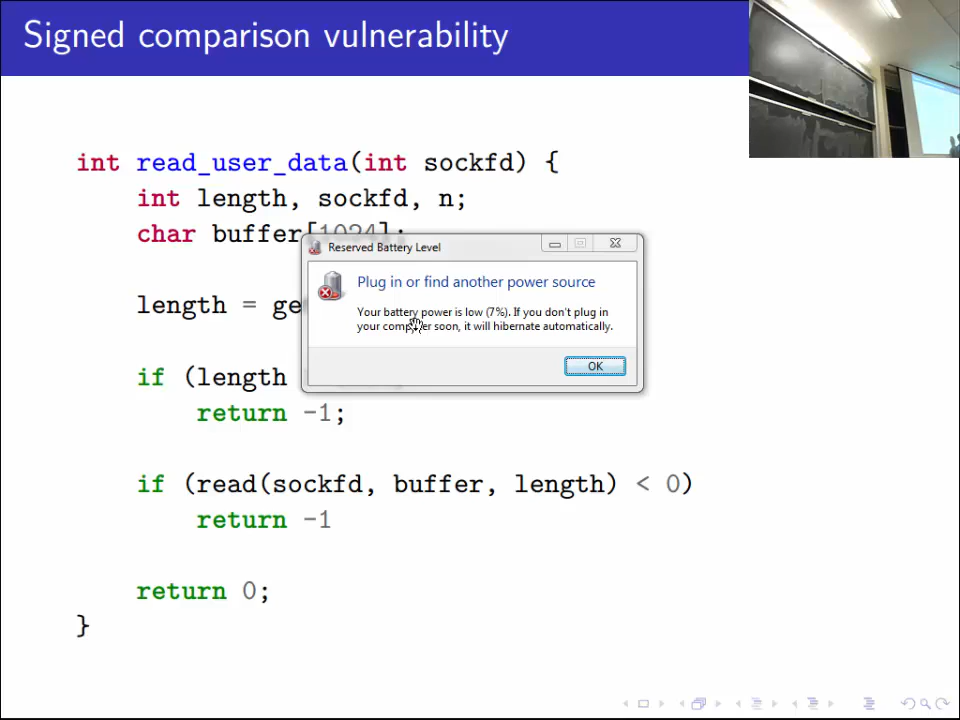 Signed comparison vulnerability
int read_user_data(int sockfd) {
int length, sockfd, n;
char buffer[1024];
Reserved Battery Level
Plug in or find another power source
length = ge
Your battery power is low (7%). If you don't plug in
your computer soon, it will hibernate automatically.
if (length
OK
return -1;
if (read(sockfd, buffer, length) < 0)
return -1
return 0;
}